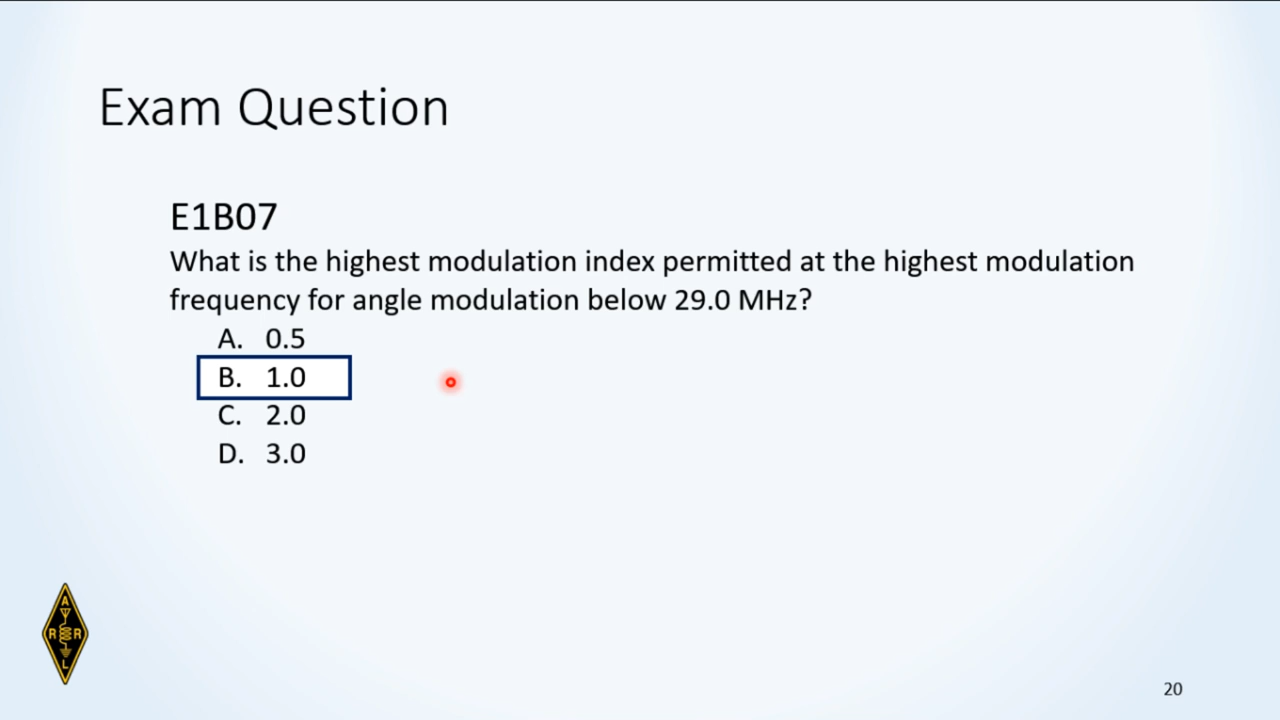 Exam Question
E1B07
What is the highest modulation index permitted at the highest modulation
frequency for angle modulation below 29.0 MHz?
A. 0.5
B. 1.0
C. 2.0
D. 3.0
A
R R
L
20